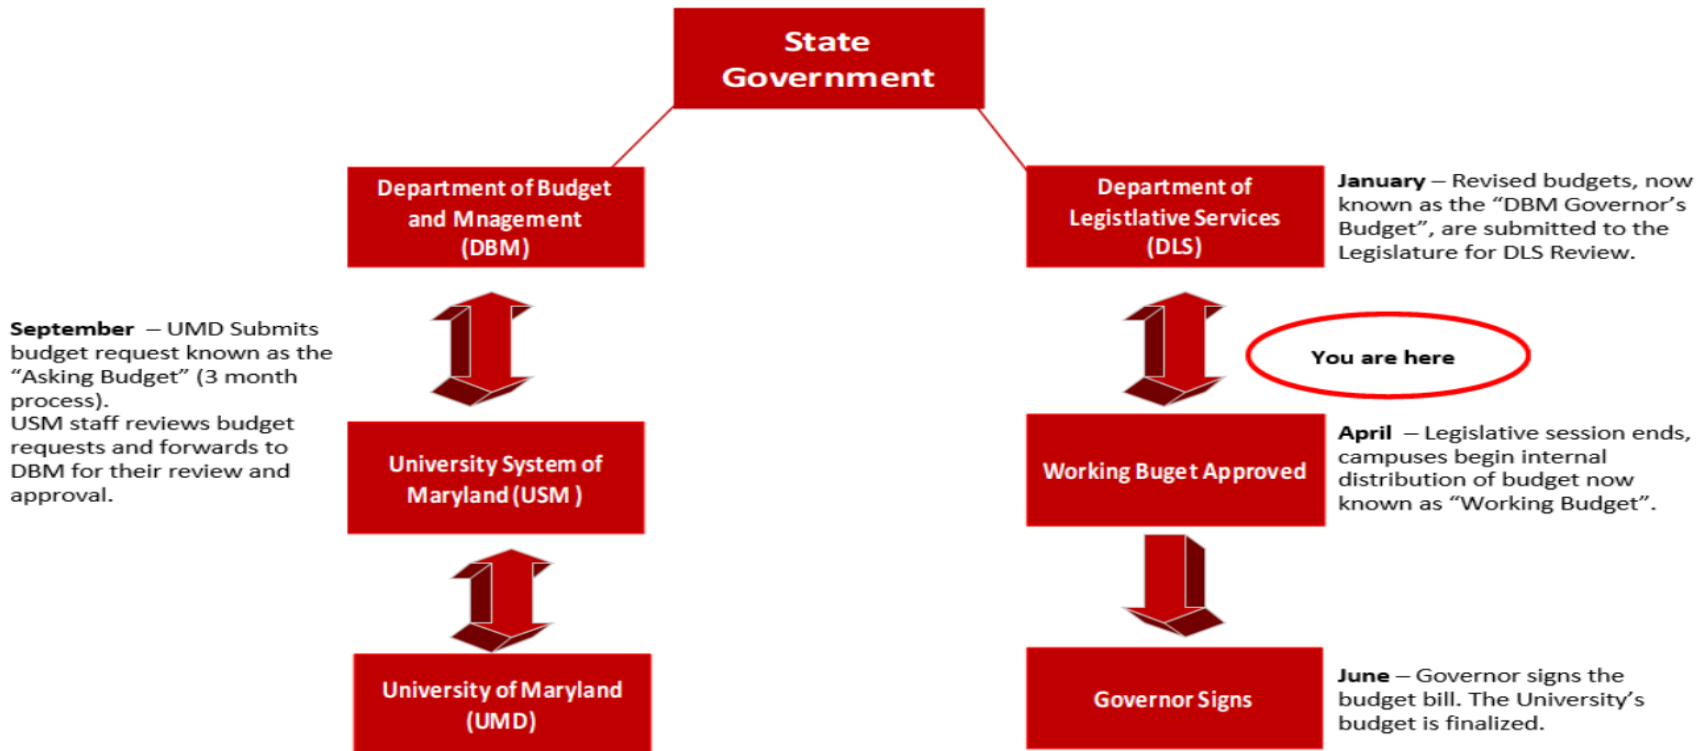 State
Government
Department of Budget
and Mnagement
(DBM)
Department of
Legistlative Services
(DLS)
January – Revised budgets, now
known as the “DBM Governor’s
Budget”, are submitted to the
Legislature for DLS Review.
September – UMD Submits
budget request known as the
“Asking Budget” (3 month
process).
USM staff reviews budget
requests and forwards to
DBM for their review and
approval.
You are here
University System of
Maryland (USM )
Working Buget Approved
April – Legislative session ends,
campuses begin internal
distribution of budget now
known as “Working Budget”.
University of Maryland
(UMD)
Governor Signs
June – Governor signs the
budget bill. The University’s
budget is finalized.